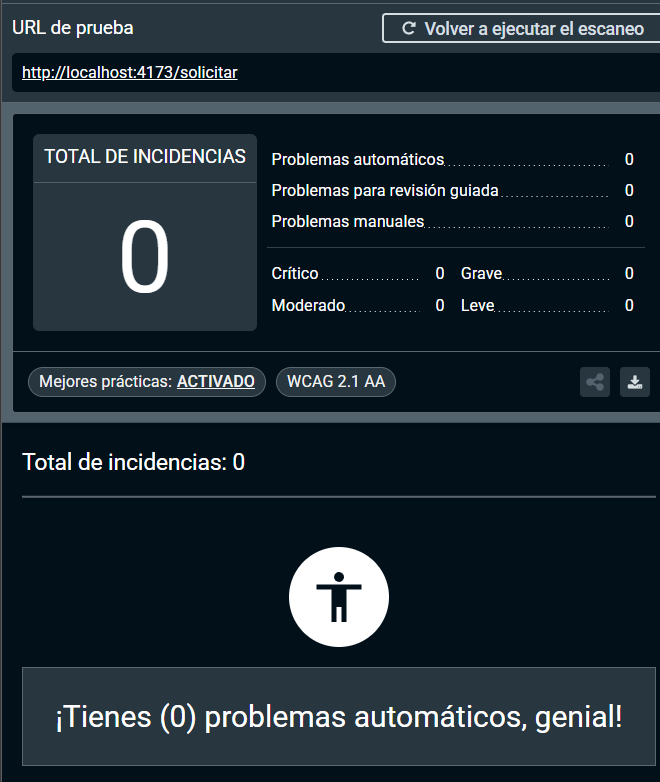 URL de prueba
Volver a ejecutar el escaneo
http://localhost:4173/solicitar
TOTAL DE INCIDENCIAS
0
Problemas automáticos 0
Problemas para revisión guiada 0
Problemas manuales 0
Crítico 0 Grave 0
Moderado 0 Leve 0
Mejores prácticas: ACTIVADO
WCAG 2.1 AA
Total de incidencias: 0
¡Tienes (0) problemas automáticos, genial!